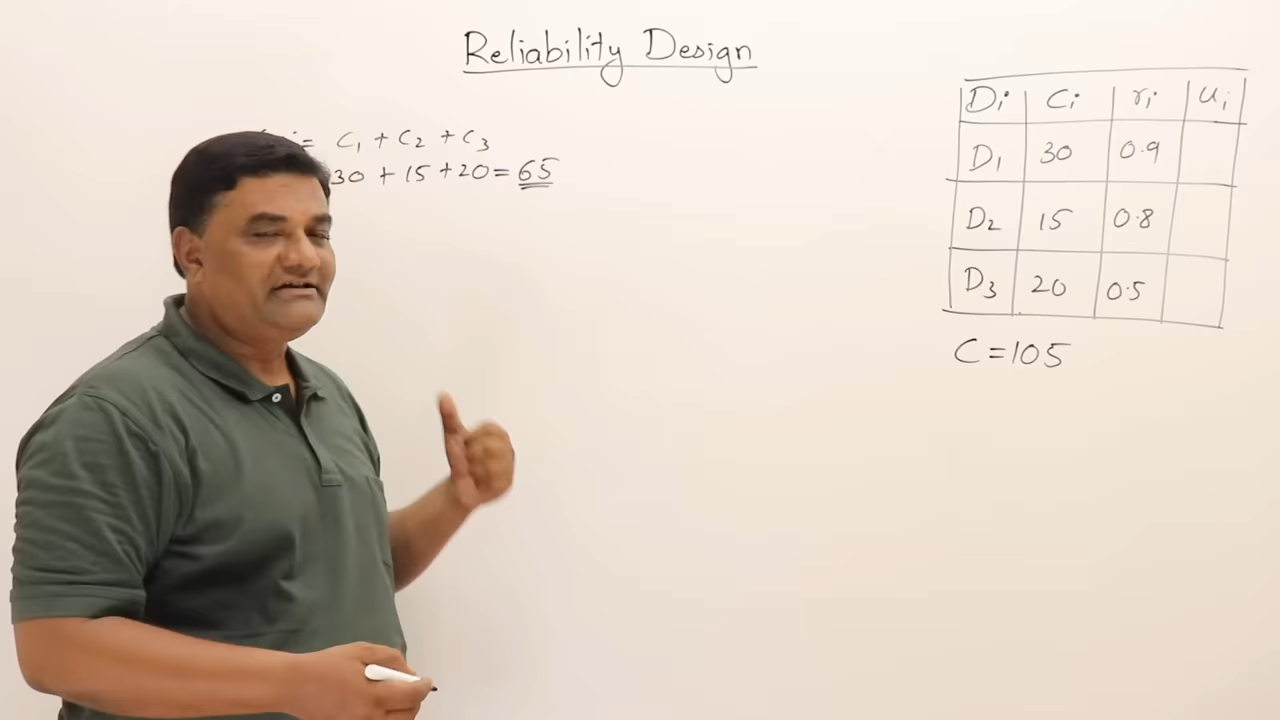 Reliability Design
= C₁ + C₂ + C₃
30 + 15 + 20 = 65
Di Ci ri ui
D₁ 30 0.9
D₂ 15 0.8
D₃ 20 0.5
C = 105